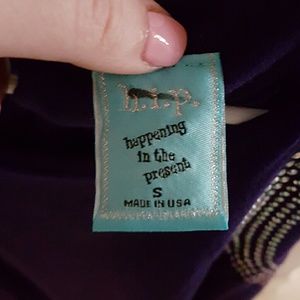 h.i.p.
happening
in the
present
S
MADE IN USA